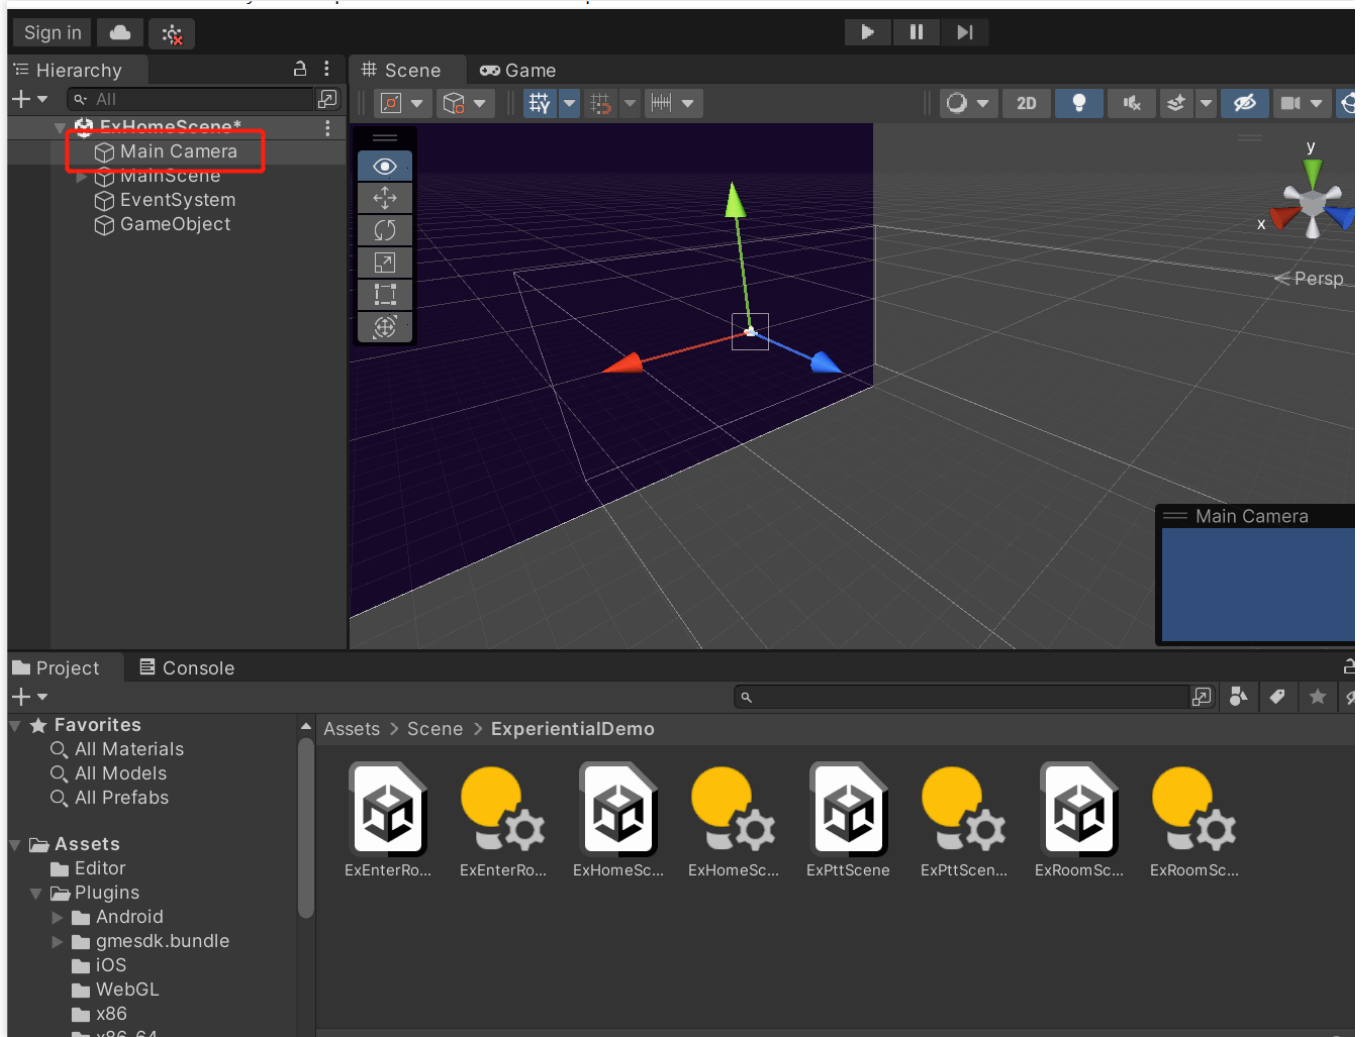 Sign in
Hierarchy
All
ExHomeScene*
Main Camera
MainScene
EventSystem
GameObject
Scene
Game
2D
y
x
Persp
Main Camera
Project
Console
Favorites
All Materials
All Models
All Prefabs
Assets
Editor
Plugins
Android
gmesdk.bundle
iOS
WebGL
x86
x86_64
Assets > Scene > ExperientialDemo
ExEnterRo... ExEnterRo... ExHomeSc... ExHomeSc... ExPttScene ExPttScen... ExRoomSc... ExRoomSc...